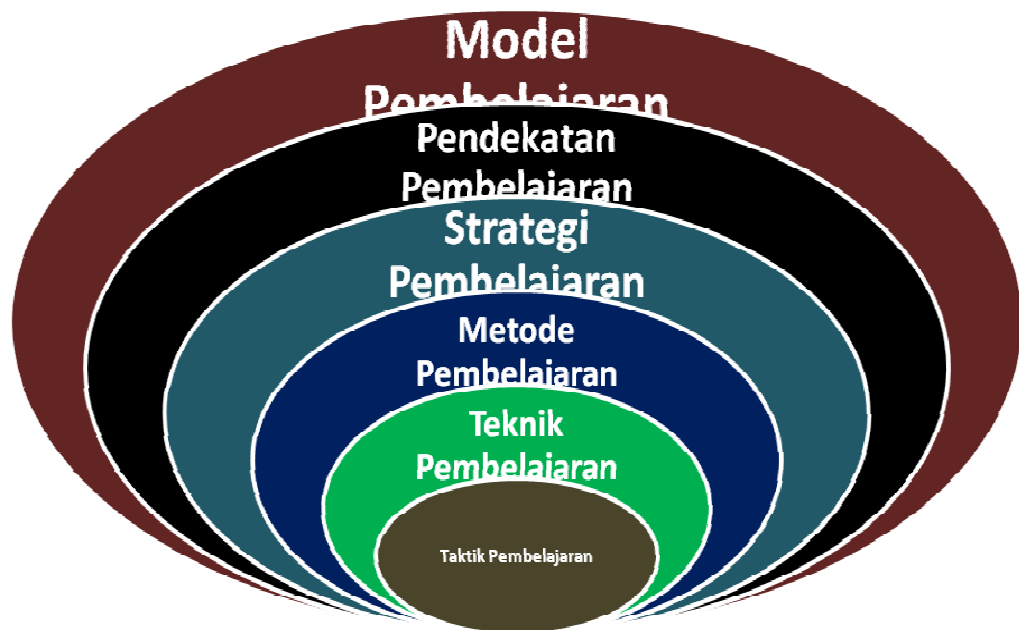 Model
Pembelajaran
Pendekatan
Pembelajaran
Strategi
Pembelajaran
Metode
Pembelajaran
Teknik
Pembelajaran
Taktik Pembelajaran